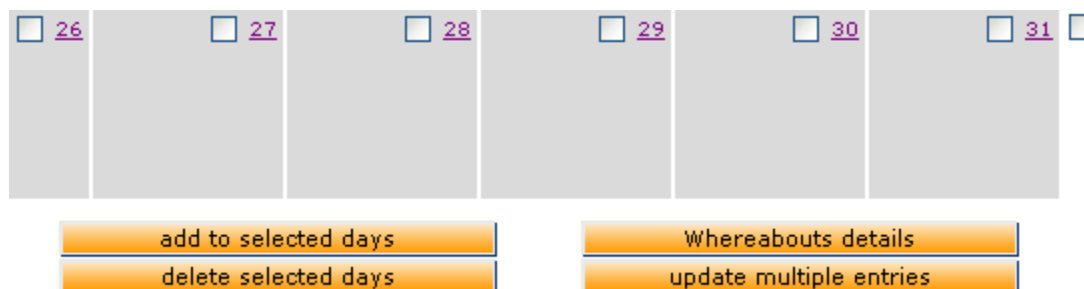 26 27 28 29 30 31
add to selected days Whereabouts details
delete selected days update multiple entries